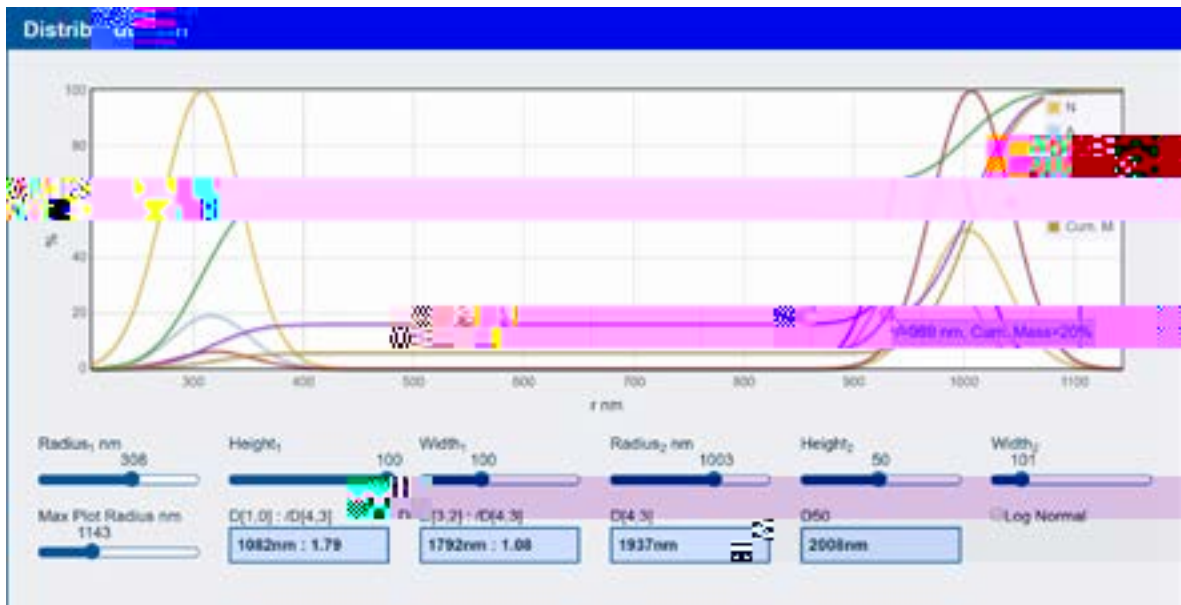 Distrib
100
N
80
40
Cum. M
20
=989 nm, Cum. Mass=20%
0
300 400 500 600 700 800 900 1000 1100
%
r nm
Radius₁ nm Height₁ Width₁ Radius₂ nm Height₂ Width₂
308 100 100 1003 50 101
Max Plot Radius nm D[1,0] : /D[4,3] [3,2] : /D[4,3] D[4,3] D50 Log Normal
1143
1082nm : 1.79 1792nm : 1.08 1937nm 2008nm